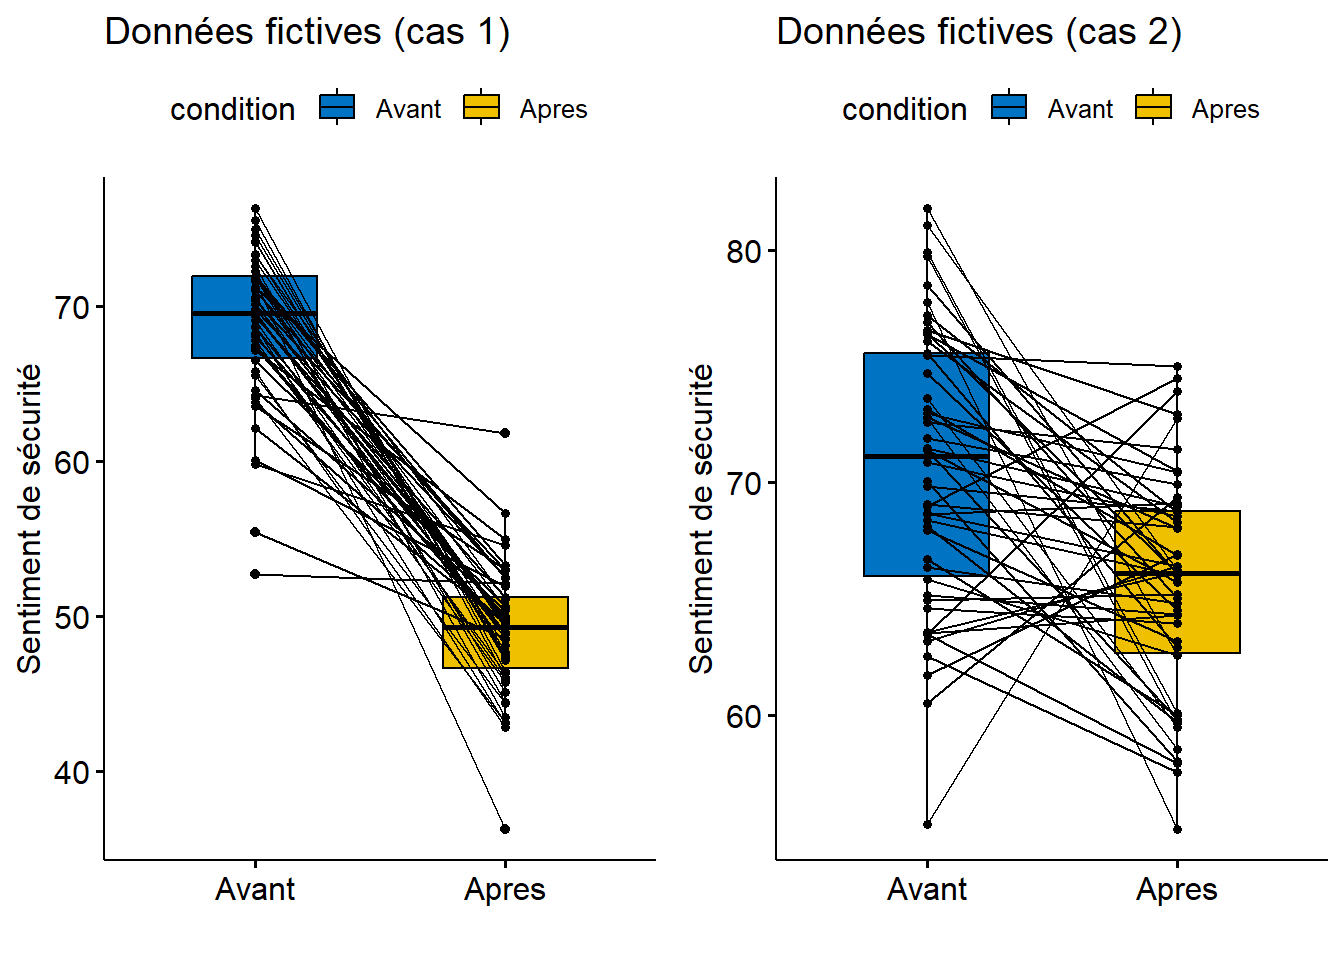 Données fictives (cas 1)
condition Avant Apres
Sentiment de sécurité
70
60
50
40
Avant Apres
Données fictives (cas 2)
condition Avant Apres
Sentiment de sécurité
80
70
60
Avant Apres